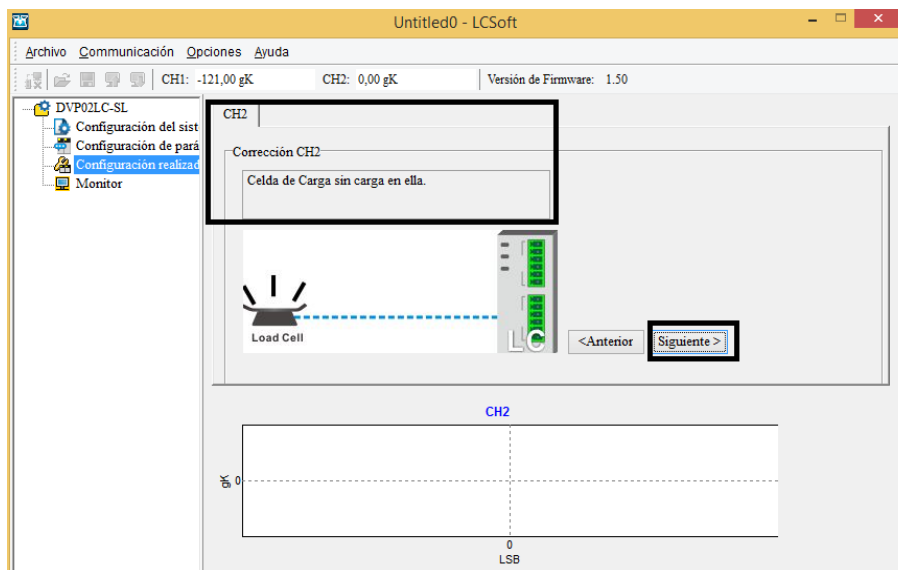 Untitled0 - LCSoft
Archivo Communicación Opciones Ayuda
CH1: -121,00 gK CH2: 0,00 gK Versión de Firmware: 1.50
DVP02LC-SL
Configuración del sist
Configuración de pará
Configuración realizad
Monitor
CH2
Corrección CH2
Celda de Carga sin carga en ella.
Load Cell
LC
<Anterior Siguiente >
CH2
gK 0
0
LSB